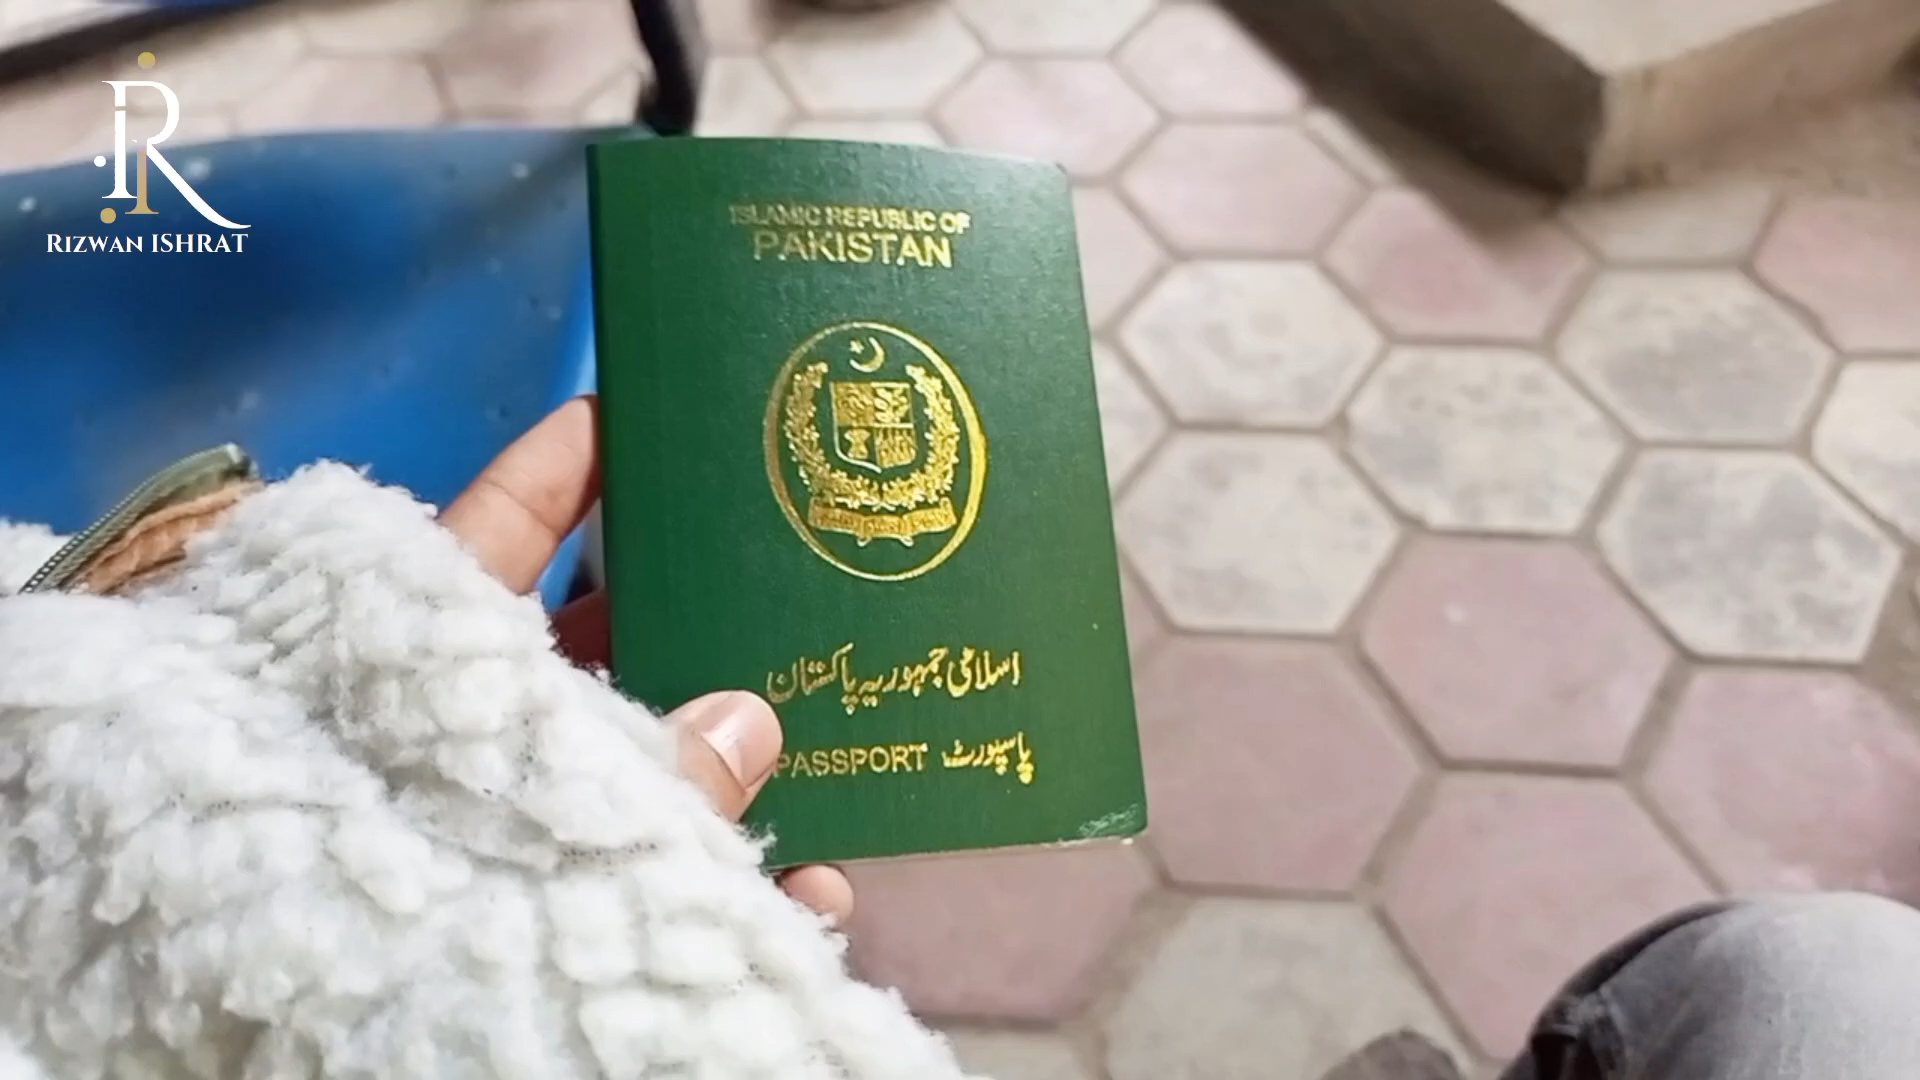 RIZWAN ISHRAT
ISLAMIC REPUBLIC OF
PAKISTAN
اسلامی جمہوریہ پاکستان
PASSPORT پاسپورٹ